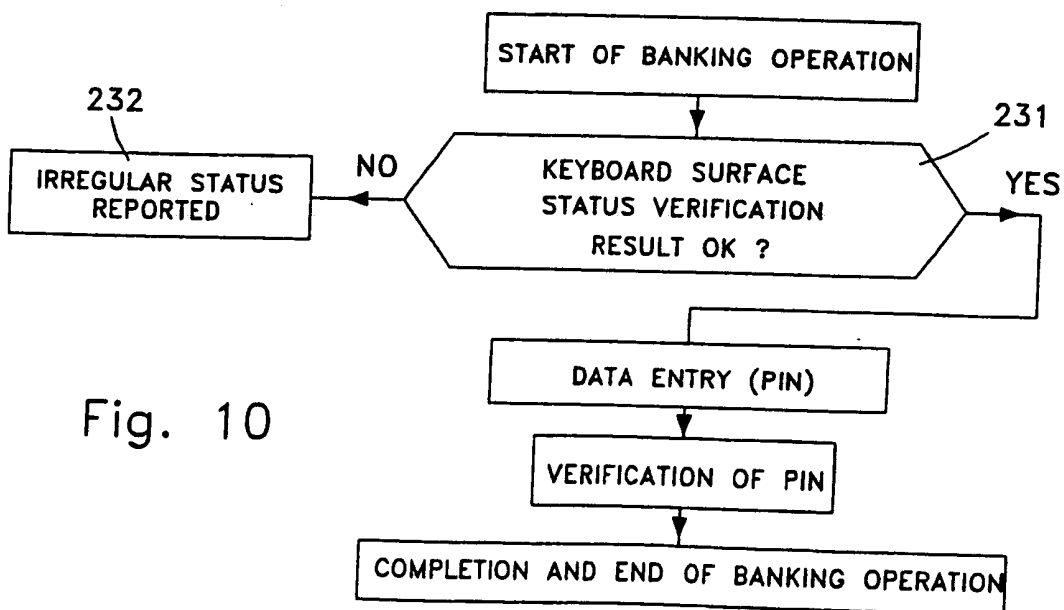 START OF BANKING OPERATION
232
231
IRREGULAR STATUS
REPORTED
NO
KEYBOARD SURFACE
STATUS VERIFICATION
RESULT OK ?
YES
DATA ENTRY (PIN)
Fig. 10
VERIFICATION OF PIN
COMPLETION AND END OF BANKING OPERATION